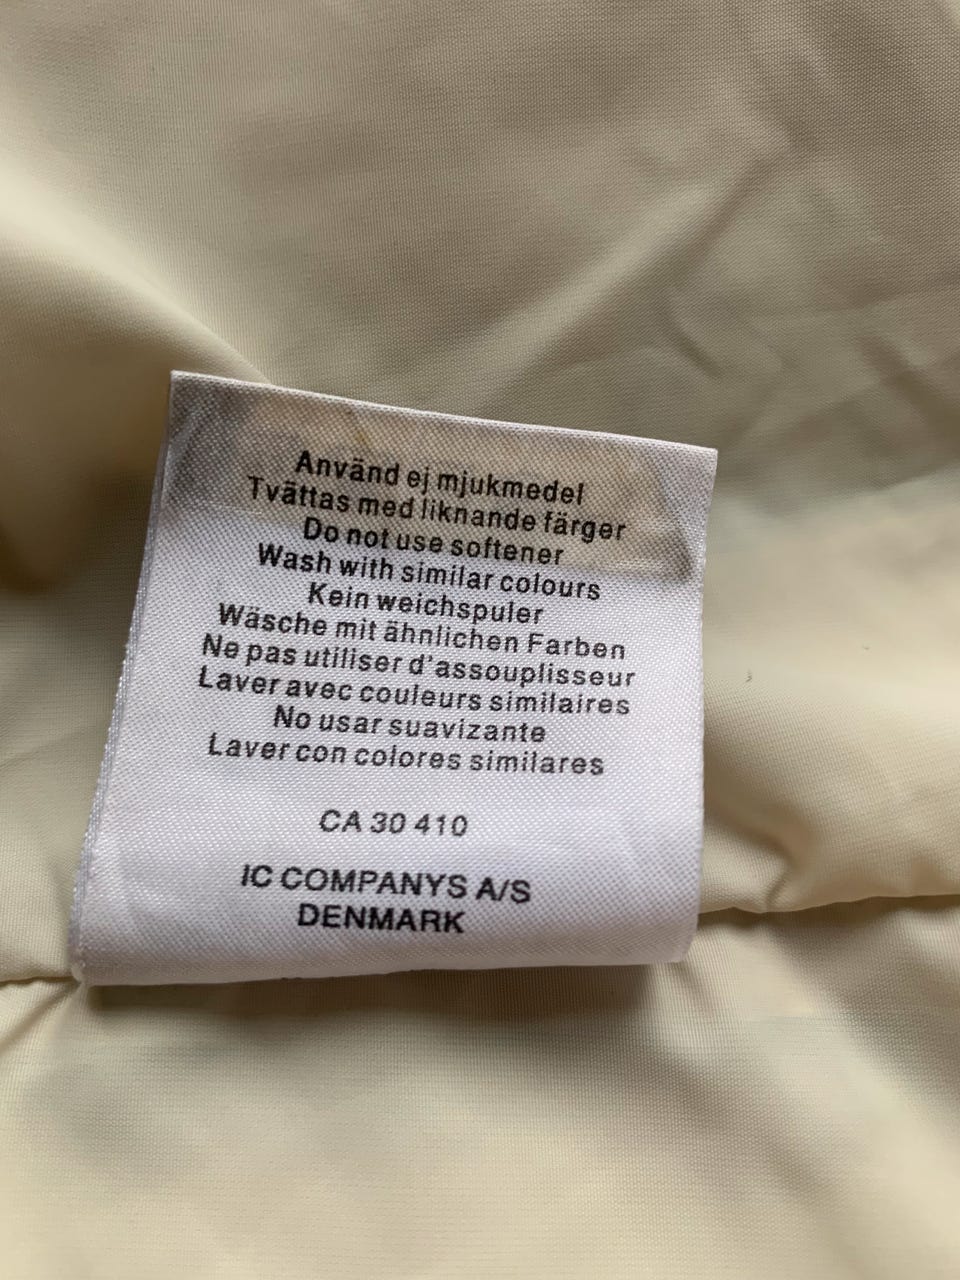 Använd ej mjukmedel
Tvättas med liknande färger
Do not use softener
Wash with similar colours
Kein weichspuler
Wäsche mit ähnlichen Farben
Ne pas utiliser d'assouplisseur
Laver avec couleurs similaires
No usar suavizante
Laver con colores similares
CA 30 410
IC COMPANYS A/S
DENMARK